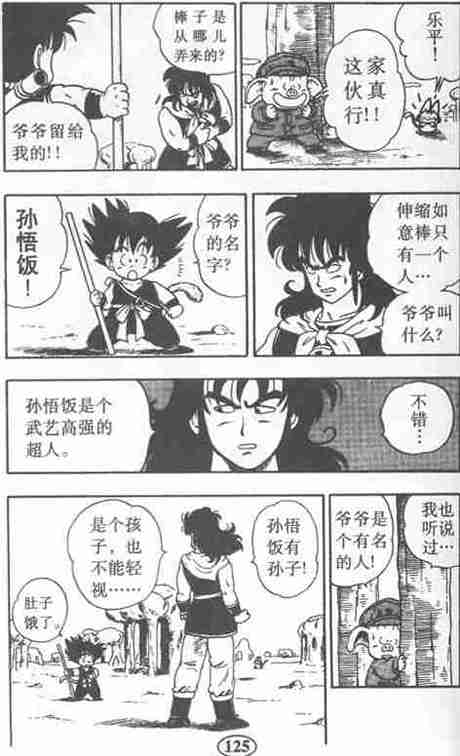 乐平！
这家
伙真
行！！
棒子是
从哪儿
弄来的?
爷爷留给
我的！！
伸缩如
意棒只
有一个
人…
爷爷叫
什么?
爷爷
的名
字?
孙悟饭！
不
错…
孙悟饭是个
武艺高强的
超人。
我也
听说
过…
爷爷是
个有名
的人！
孙悟
饭有
孙子！
是个孩
子，也
不能轻
视……
肚子
饿了。
125